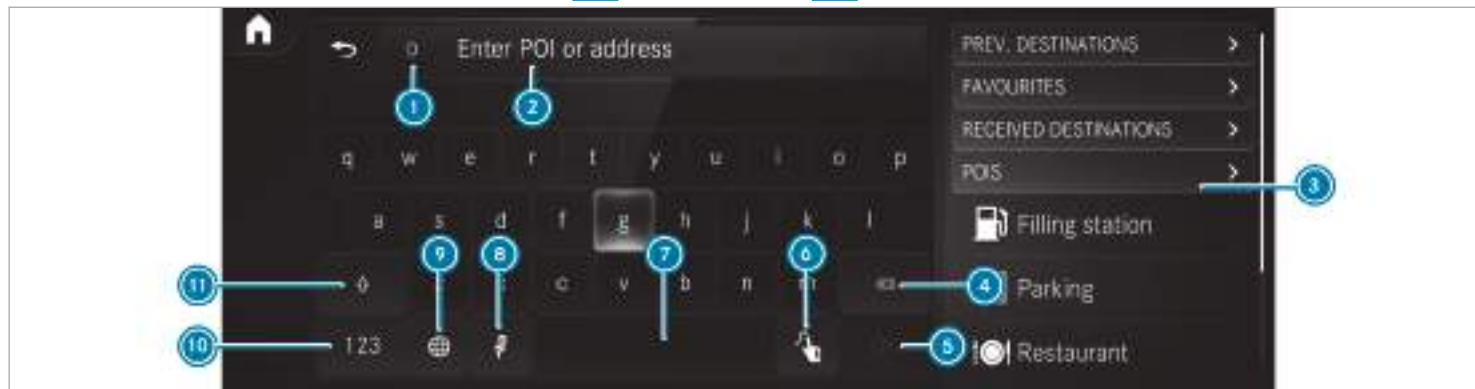 Enter POI or address
1
2
q w e r t y u i o p
a s d f g h j k l
9 8 7 6
11
c v b n m
10
123
PREV. DESTINATIONS
FAVOURITES
RECEIVED DESTINATIONS
POIS
3
Filling station
4
Parking
5
Restaurant